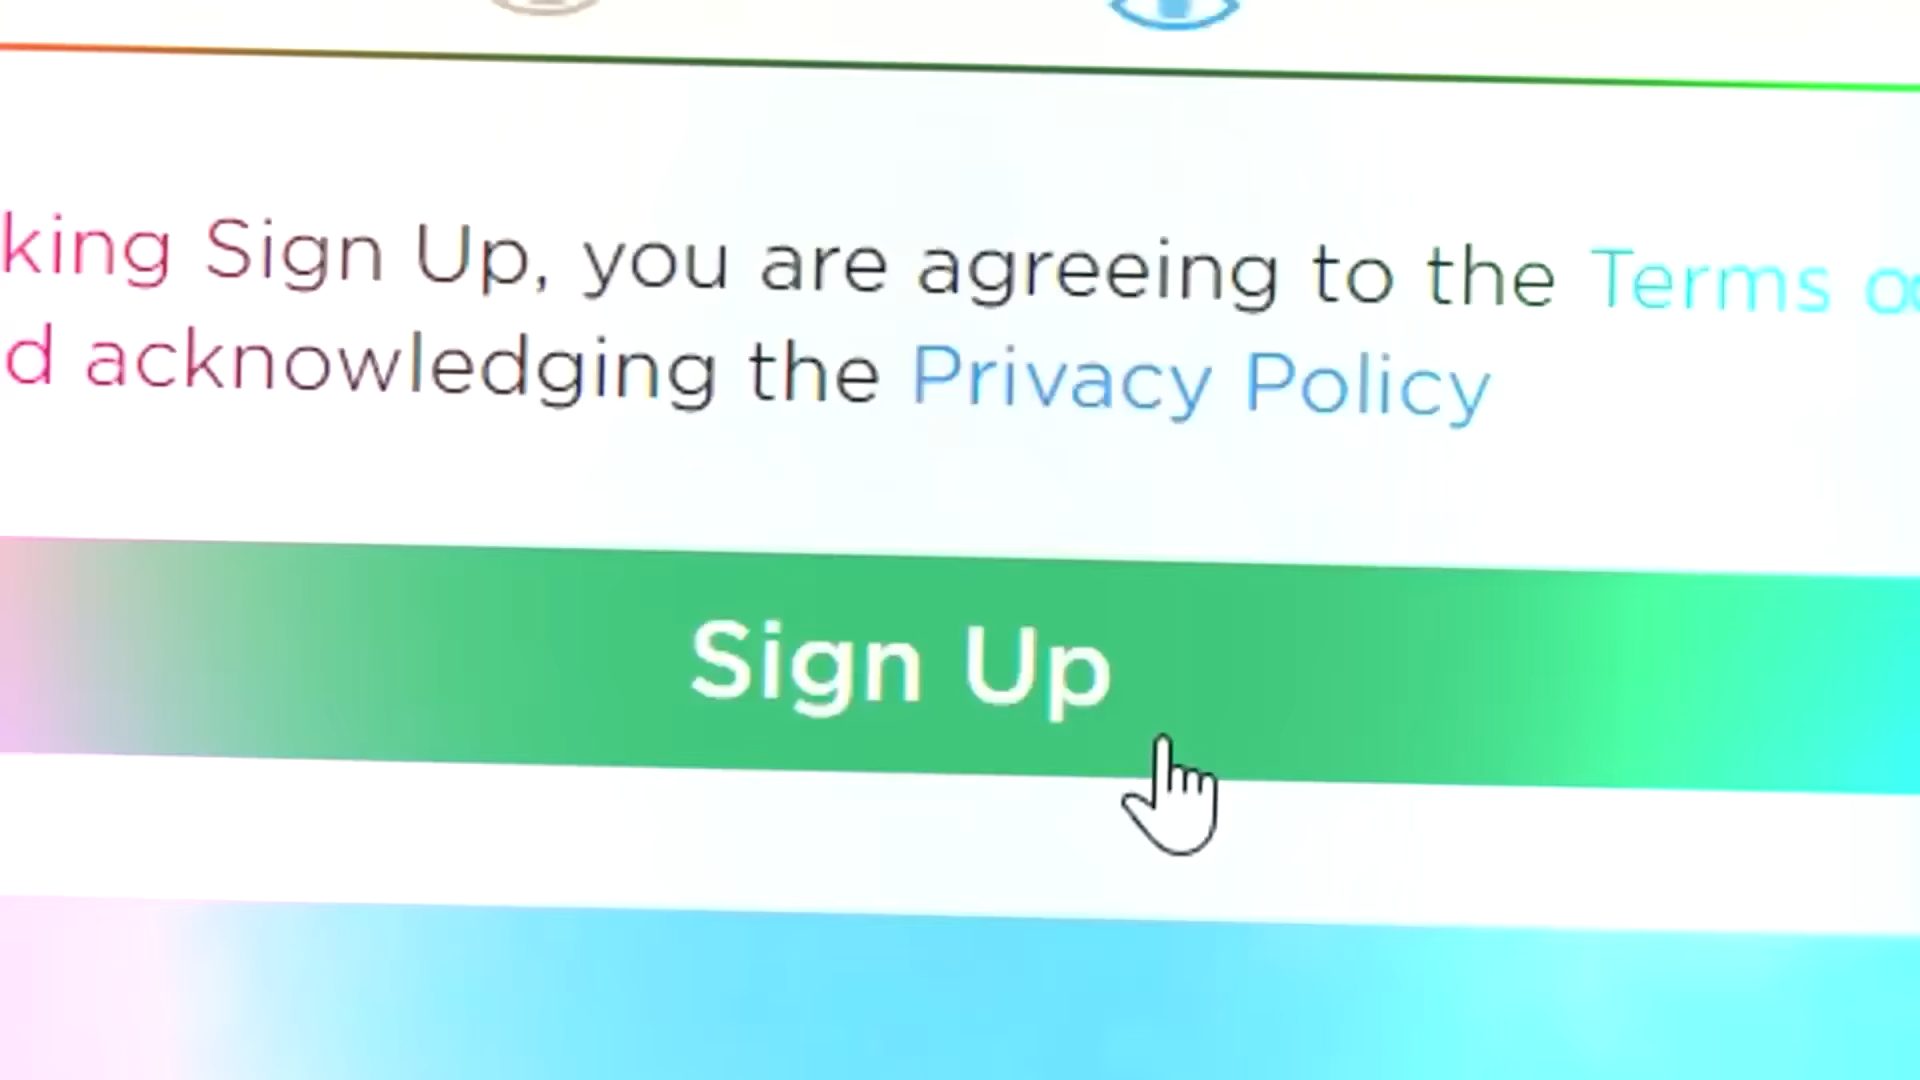 king Sign Up, you are agreeing to the Terms
d acknowledging the Privacy Policy
Sign Up